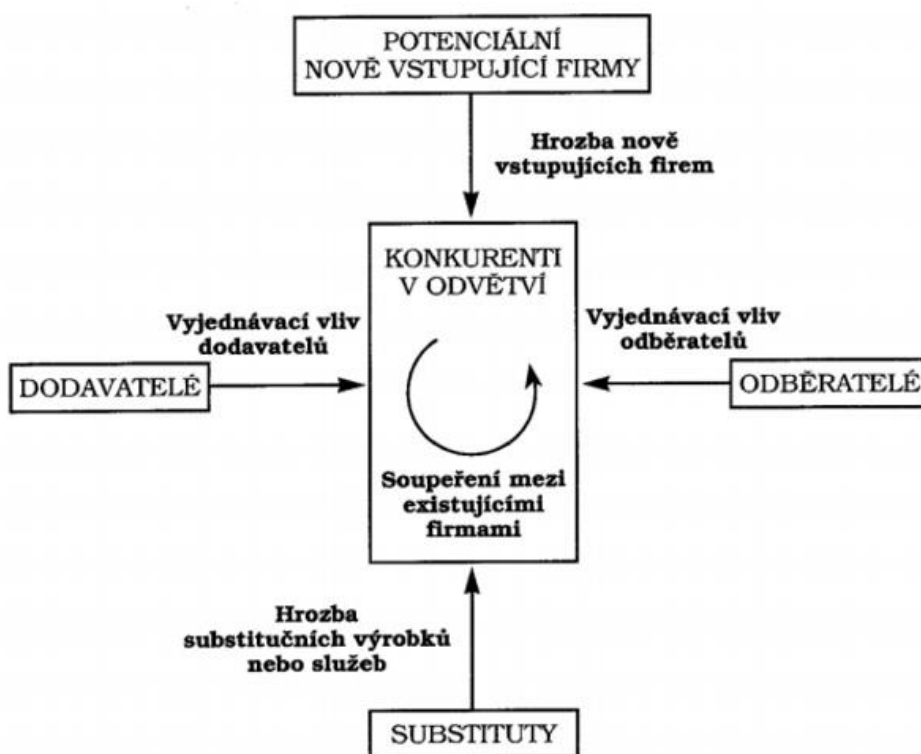 POTENCIÁLNÍ
NOVĚ VSTUPUJÍCÍ FIRMY
Hrozba nově
vstupujících firem
KONKURENTI
V ODVĚTVÍ
Vyjednávací vliv
dodavatelů
Vyjednávací vliv
odběratelů
DODAVATELÉ
ODBĚRATELÉ
Soupeření mezi
existujícími
firmami
Hrozba
substitučních výrobků
nebo služeb
SUBSTITUTY